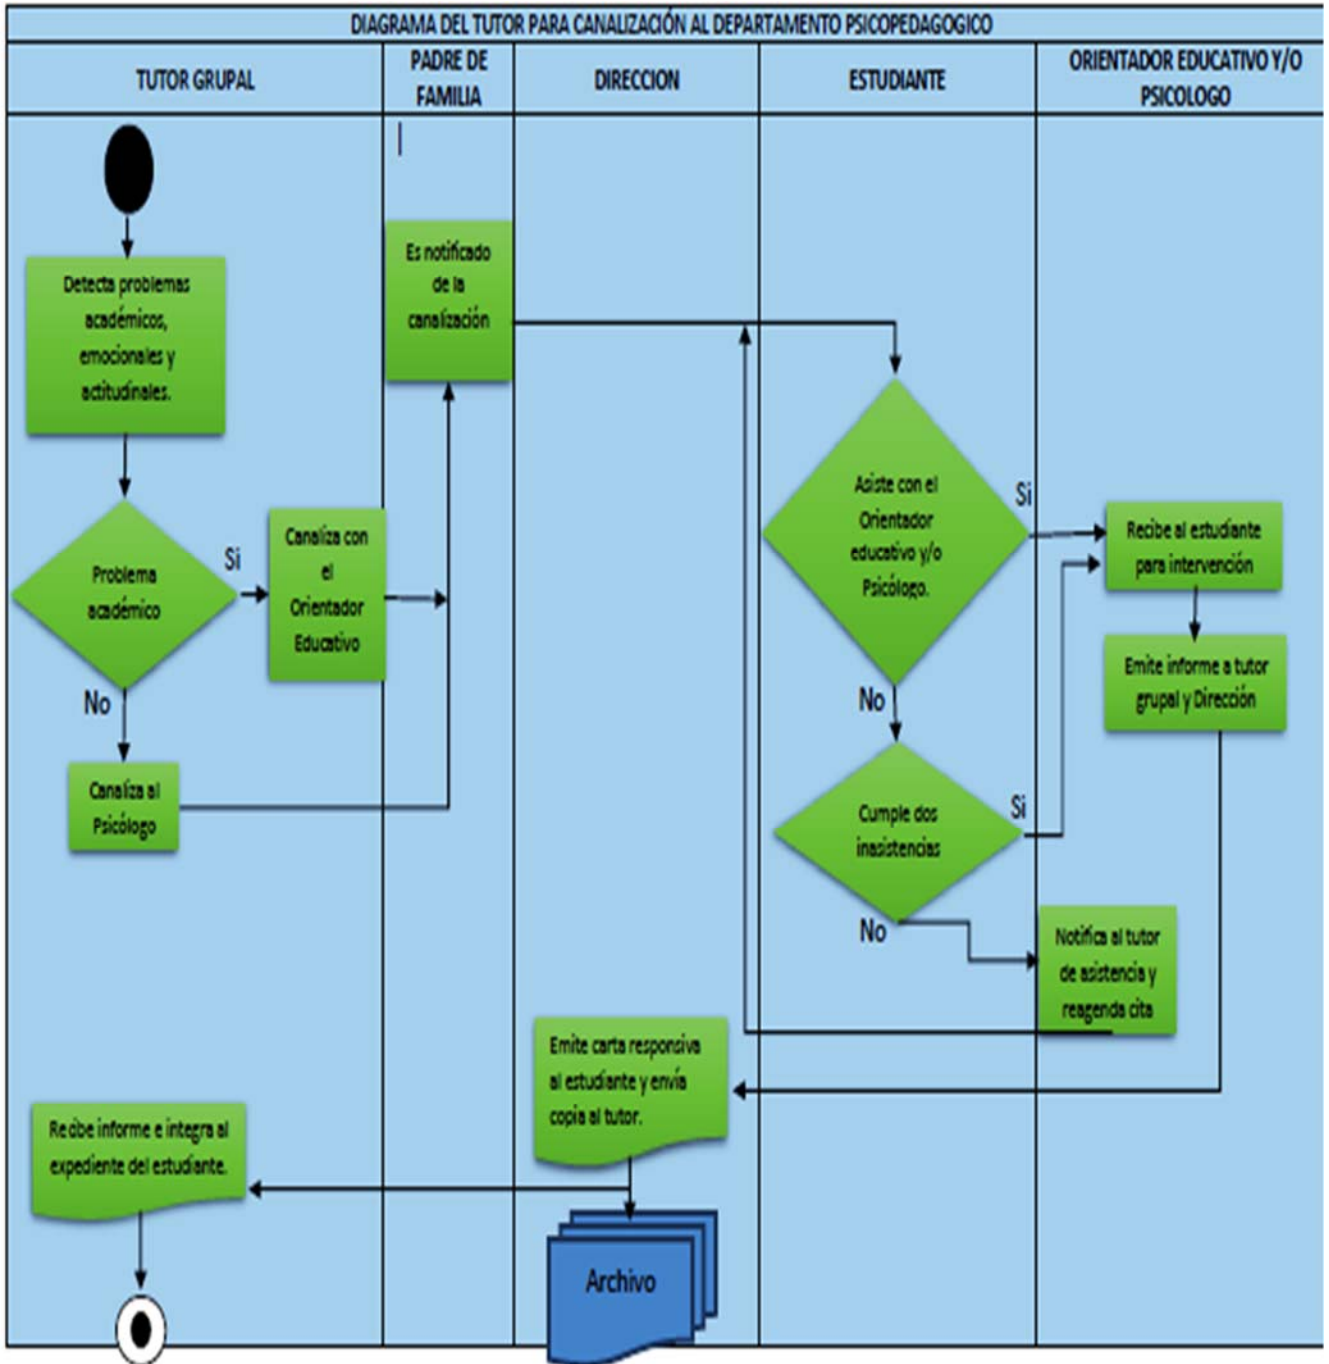 DIAGRAMA DEL TUTOR PARA CANALIZACIÓN AL DEPARTAMENTO PSICOPEDAGOGICO
TUTOR GRUPAL
PADRE DE
FAMILIA
DIRECCION
ESTUDIANTE
ORIENTADOR EDUCATIVO Y/O
PSICOLOGO
Detecta problemas
académicos,
emocionales y
actitudinales.
Problema
académico
Si
No
Canaliza con
el
Orientador
Educativo
Canaliza al
Psicólogo
Es notificado
de la
canalización
Asiste con el
Orientador
educativo y/o
Psicólogo.
Si
No
Recibe al estudiante
para intervención
Emite informe a tutor
grupal y Dirección
Cumple dos
inasistencias
Si
No
Notifica al tutor
de asistencia y
reagenda cita
Emite carta responsiva
al estudiante y envía
copia al tutor.
Recibe informe e integra al
expediente del estudiante.
Archivo